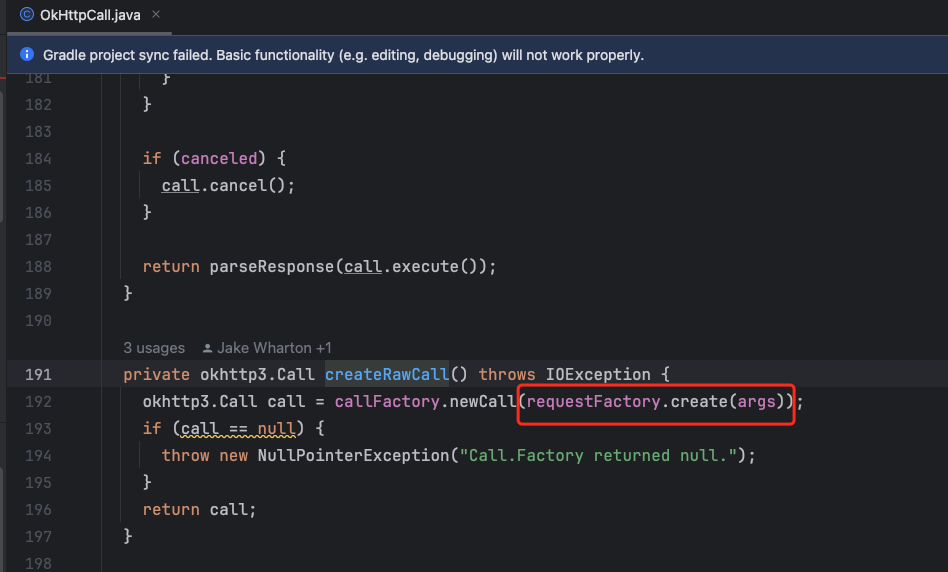 OkHttpCall.java
Gradle project sync failed. Basic functionality (e.g. editing, debugging) will not work properly.
181 }
182 }
183
184 if (canceled) {
185 call.cancel();
186 }
187
188 return parseResponse(call.execute());
189 }
190
3 usages Jake Wharton +1
191 private okhttp3.Call createRawCall() throws IOException {
192 okhttp3.Call call = callFactory.newCall(requestFactory.create(args));
193 if (call == null) {
194 throw new NullPointerException("Call.Factory returned null.");
195 }
196 return call;
197 }
198